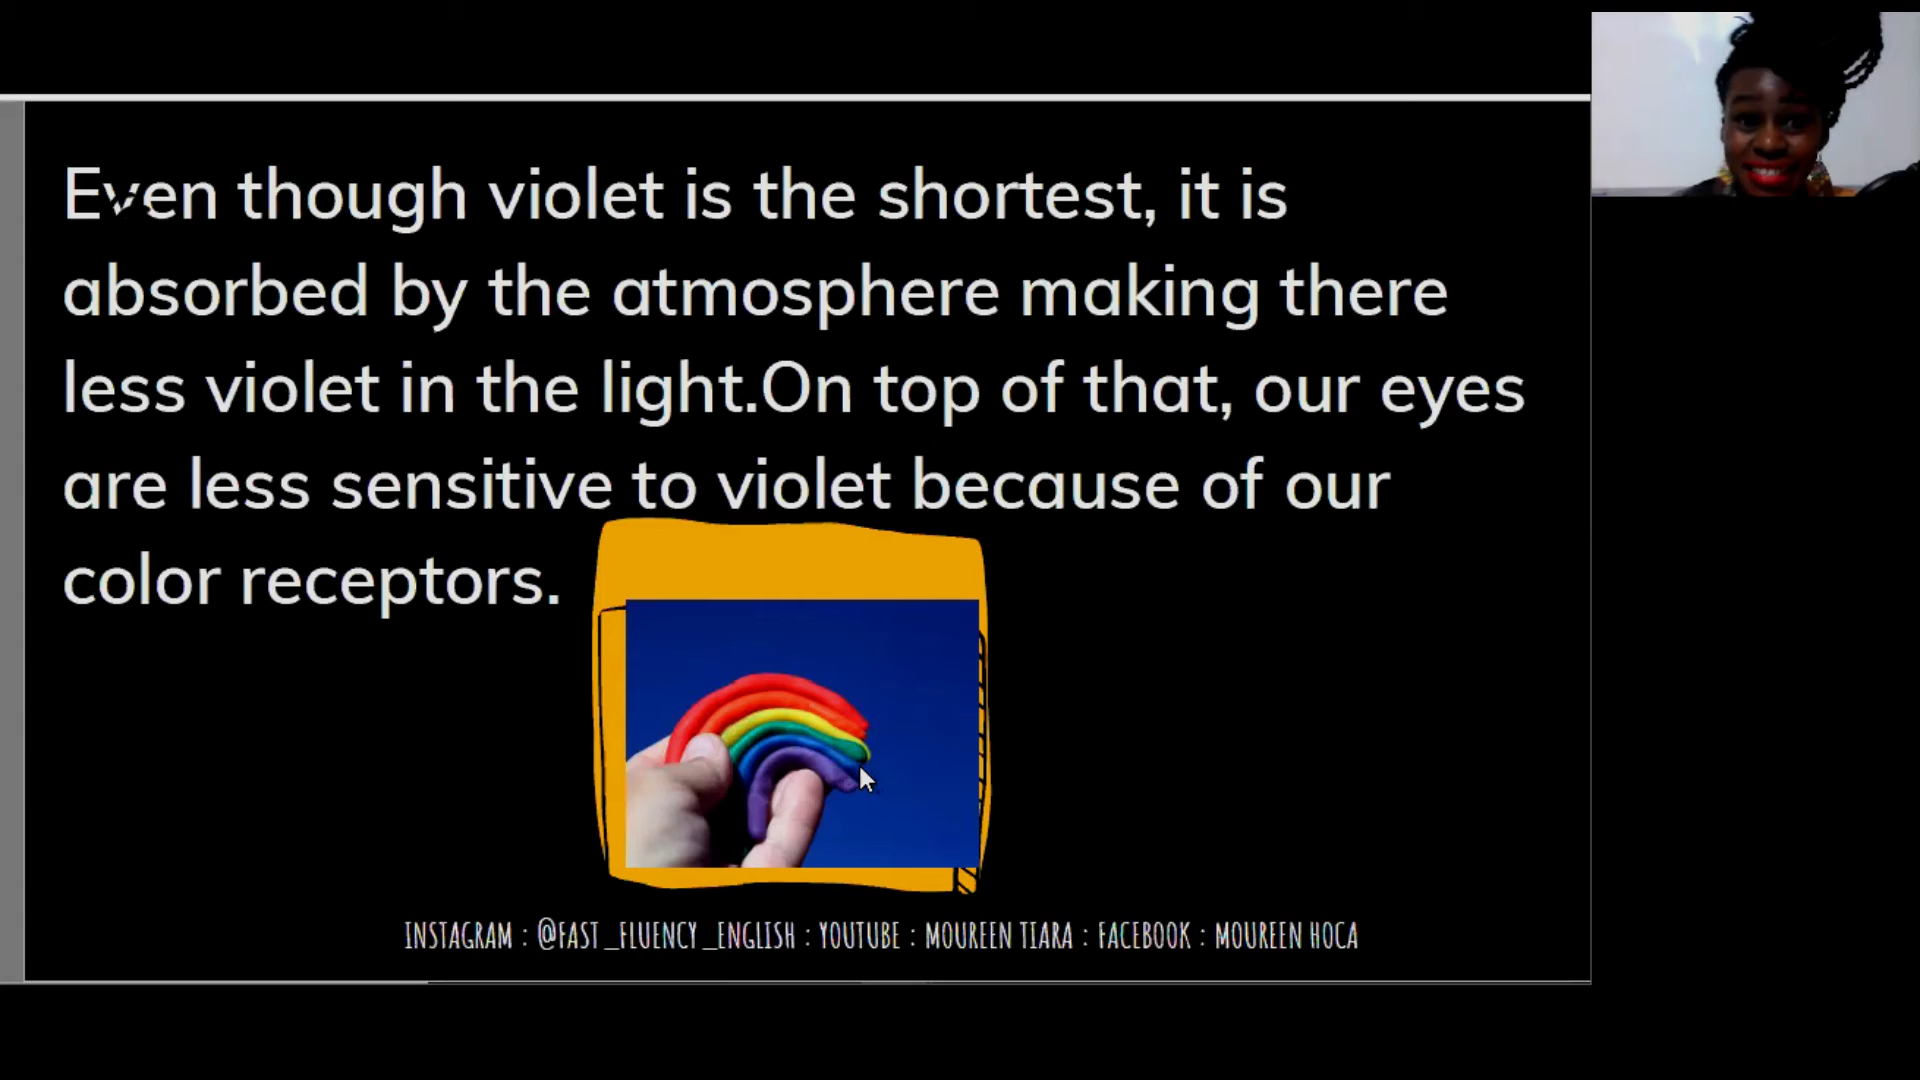 Even though violet is the shortest, it is
absorbed by the atmosphere making there
less violet in the light.On top of that, our eyes
are less sensitive to violet because of our
color receptors.
INSTAGRAM : @FAST_FLUENCY_ENGLISH : YOUTUBE : MOUREEN TIARA : FACEBOOK : MOUREEN HOCA